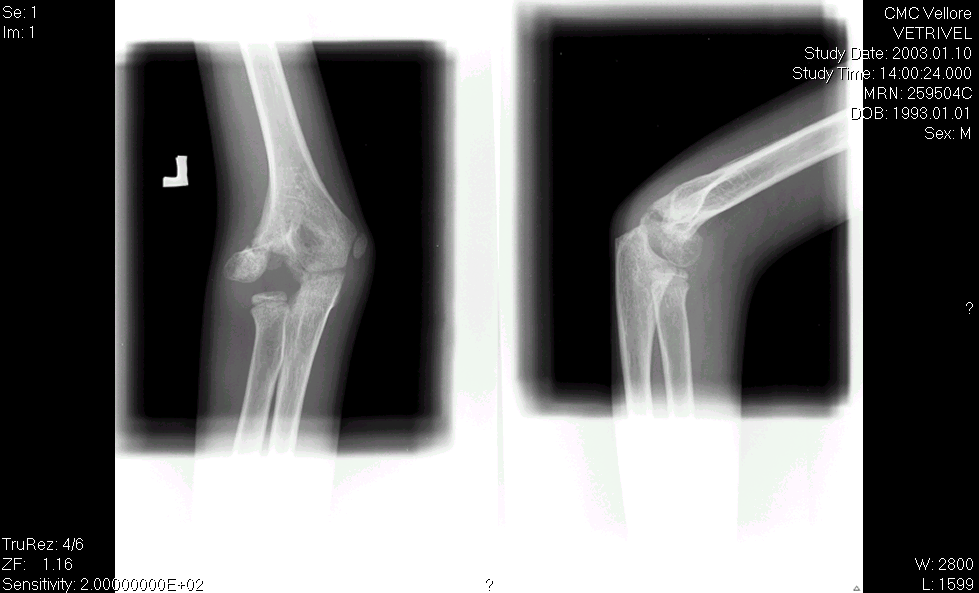 Se: 1
Im: 1
CMC Vellore
VETRIVEL
Study Date: 2003.01.10
Study Time: 14:00:24.000
MRN: 259504C
DOB: 1993.01.01
Sex: M
L
?
TruRez: 4/6
ZF: 1.16
Sensitivity: 2.00000000E+02
?
W: 2800
L: 1599